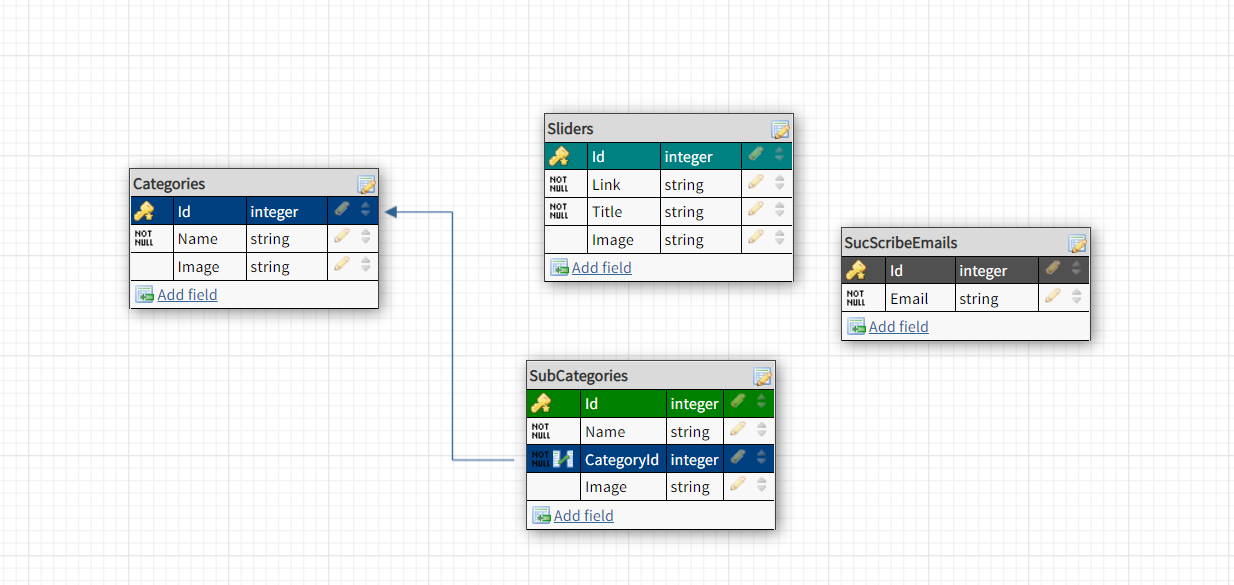 Categories
Id integer
NOT NULL Name string
Image string
Add field
Sliders
Id integer
NOT NULL Link string
NOT NULL Title string
Image string
Add field
SucScribeEmails
Id integer
NOT NULL Email string
Add field
SubCategories
Id integer
NOT NULL Name string
NOT NULL CategoryId integer
Image string
Add field